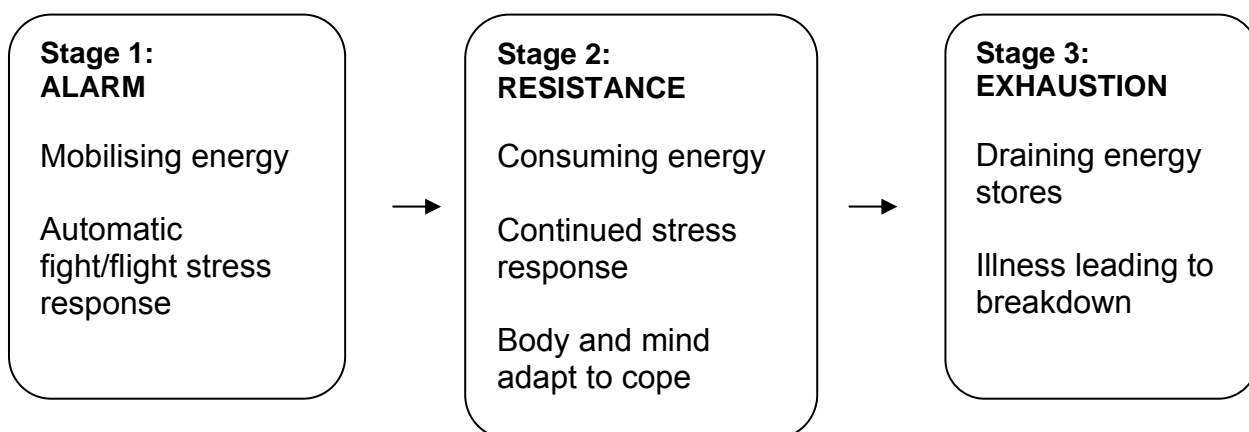 Stage 1:
ALARM
Mobilising energy
Automatic
fight/flight stress
response
Stage 2:
RESISTANCE
Consuming energy
Continued stress
response
Body and mind
adapt to cope
Stage 3:
EXHAUSTION
Draining energy
stores
Illness leading to
breakdown